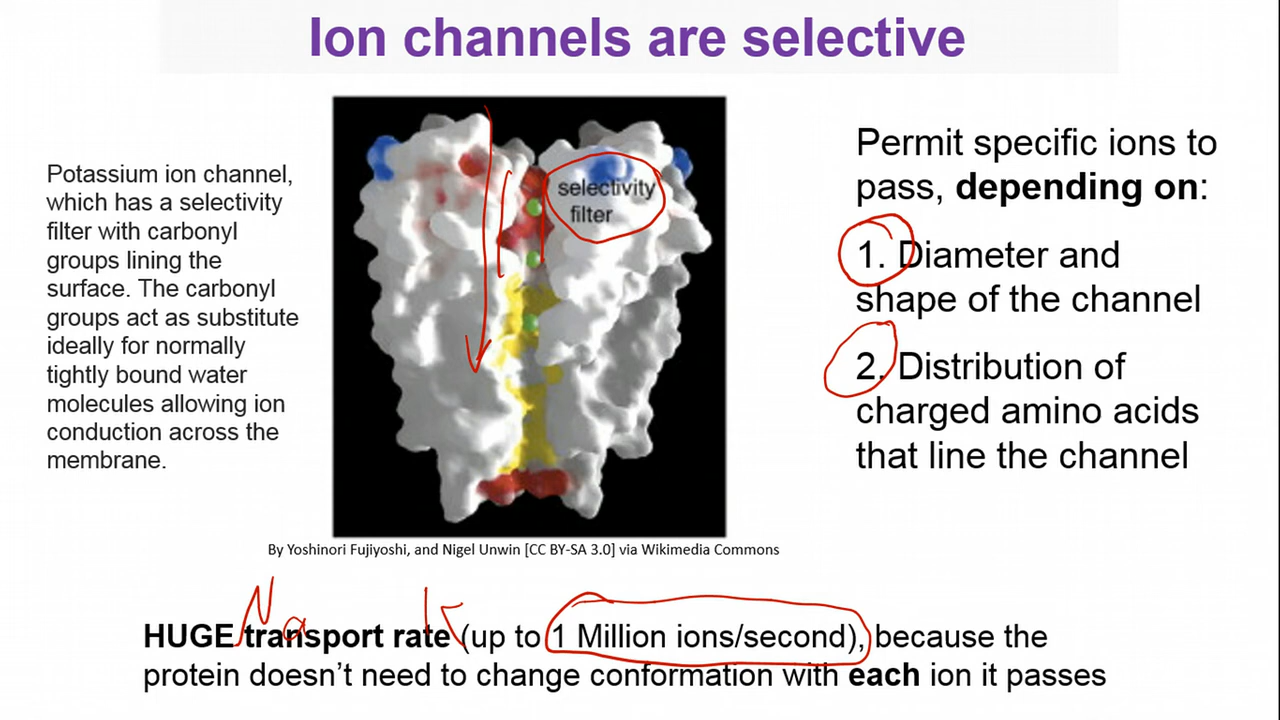 Ion channels are selective
Potassium ion channel,
which has a selectivity
filter with carbonyl
groups lining the
surface. The carbonyl
groups act as substitute
ideally for normally
tightly bound water
molecules allowing ion
conduction across the
membrane.
selectivity
filter
By Yoshinori Fujiyoshi, and Nigel Unwin [CC BY-SA 3.0] via Wikimedia Commons
Permit specific ions to
pass, depending on:
1. Diameter and
shape of the channel
2. Distribution of
charged amino acids
that line the channel
Na K
HUGE transport rate (up to 1 Million ions/second), because the
protein doesn’t need to change conformation with each ion it passes